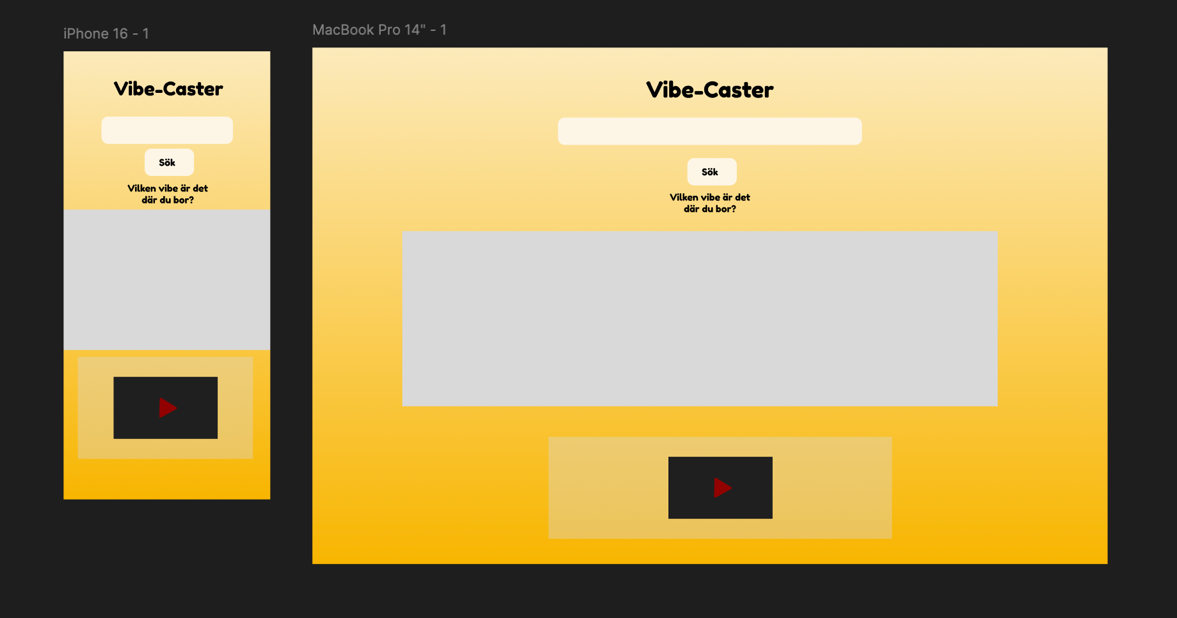 iPhone 16 - 1
Vibe-Caster
Sök
Vilken vibe är det
där du bor?
MacBook Pro 14" - 1
Vibe-Caster
Sök
Vilken vibe är det
där du bor?